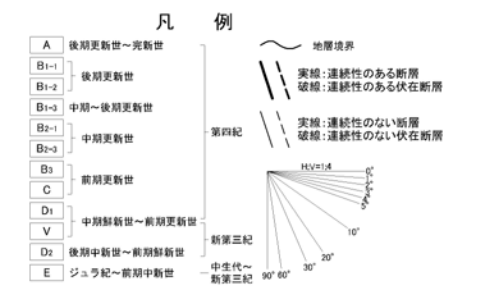 凡 例
A 後期更新世~完新世
B1-1
後期更新世
B1-2
B1-3 中期~後期更新世
B2-1
中期更新世
B2-3
B3
前期更新世
C
D1
中期鮮新世~前期更新世
V
D2 後期中新世~前期鮮新世
E ジュラ紀~前期中新世
第四紀
新第三紀
中生代~
新第三紀
地層境界
実線:連続性のある断層
破線:連続性のある伏在断層
実線:連続性のない断層
破線:連続性のない伏在断層
H:V=1:4
0°
1°
2°
3°
4°
5°
10°
20°
30°
60°
90°